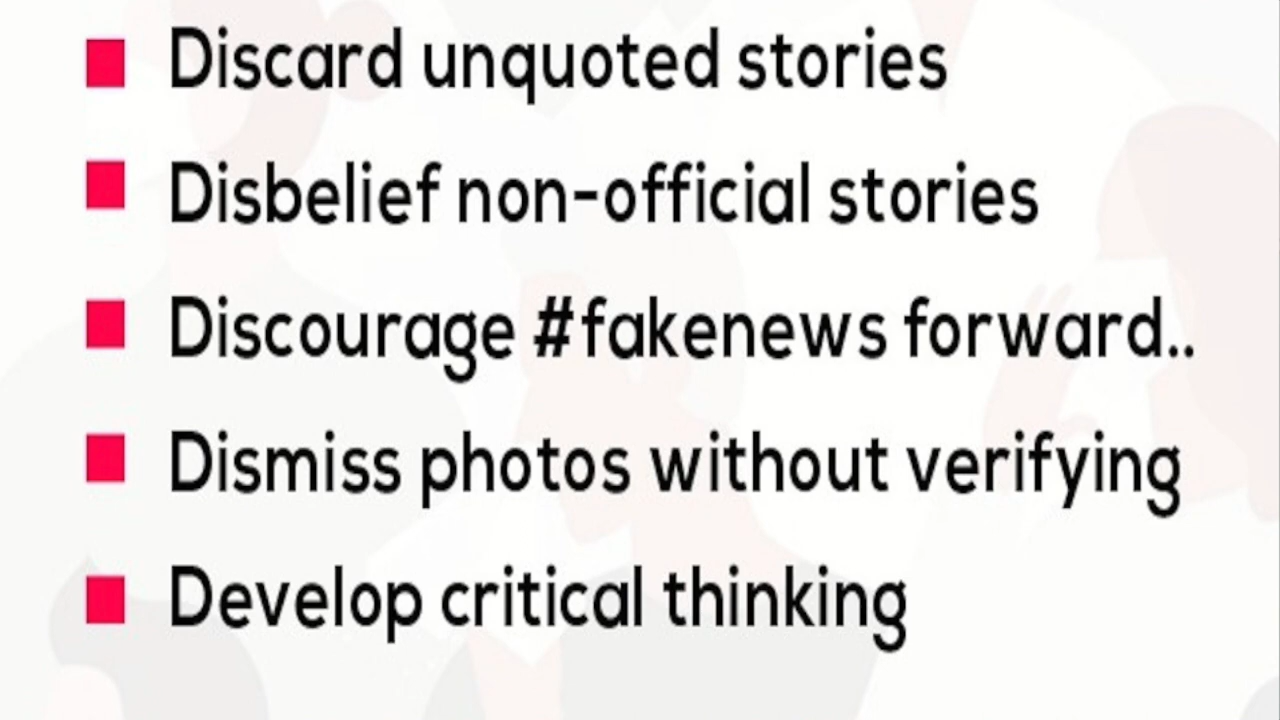 Discard unquoted stories
Disbelief non-official stories
Discourage #fakenews forward..
Dismiss photos without verifying
Develop critical thinking